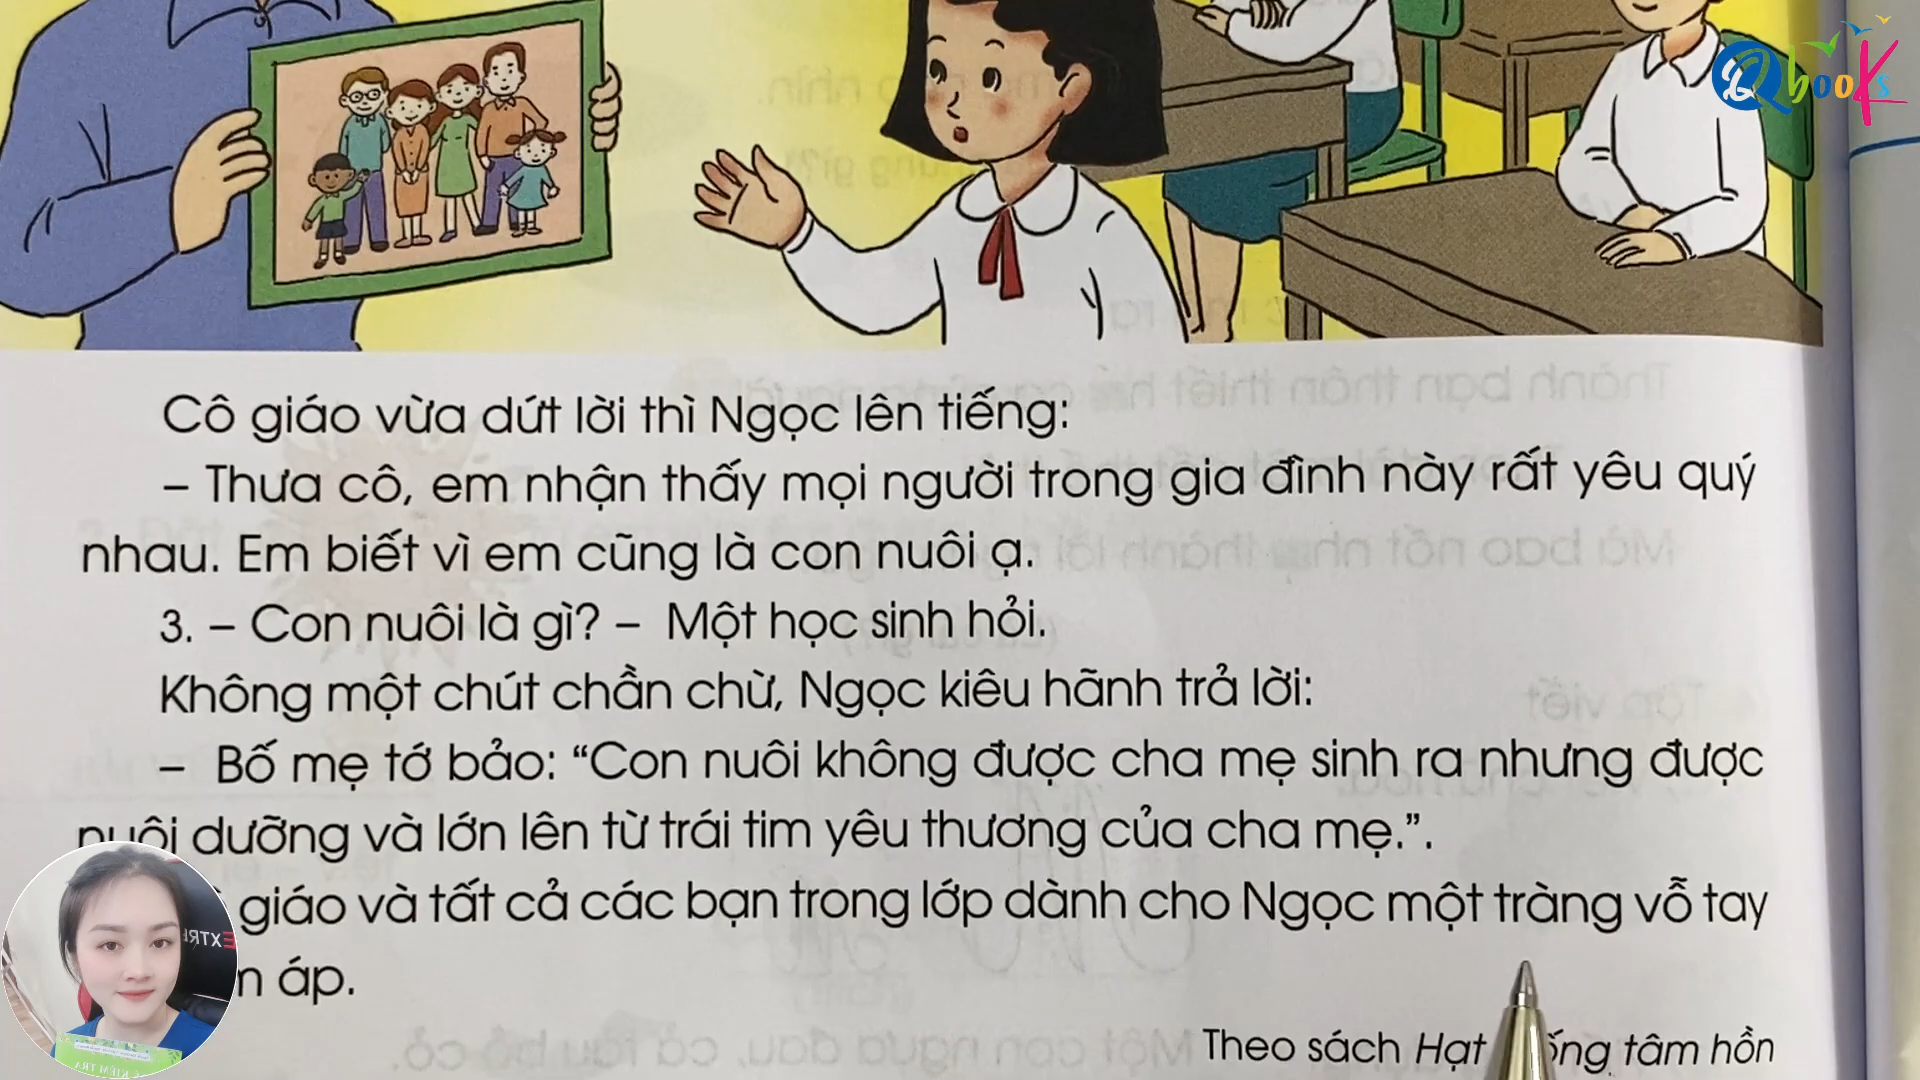 Qbooks
Cô giáo vừa dứt lời thì Ngọc lên tiếng:
– Thưa cô, em nhận thấy mọi người trong gia đình này rất yêu quý
nhau. Em biết vì em cũng là con nuôi ạ.
3. – Con nuôi là gì? – Một học sinh hỏi.
Không một chút chần chừ, Ngọc kiêu hãnh trả lời:
– Bố mẹ tớ bảo: “Con nuôi không được cha mẹ sinh ra nhưng được
nuôi dưỡng và lớn lên từ trái tim yêu thương của cha mẹ.”.
giáo và tất cả các bạn trong lớp dành cho Ngọc một tràng vỗ tay
áp.
Theo sách Hạt tâm hồn